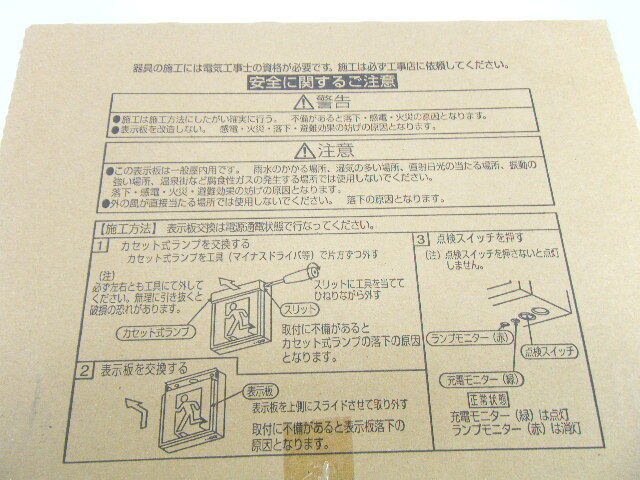 器具の施工には電気工事士の資格が必要です。施工は必ず工事店に依頼してください。
安全に関するご注意
警告
●施工は施工方法にしたがい確実に行う。 不備があると落下・感電・火災の原因となります。
●表示板を改造しない。 感電・火災・落下・避難効果の妨げの原因となります。
注意
●この表示板は一般屋内用です。 雨水のかかる場所、湿気の多い場所、直射日光の当たる場所、振動の
強い場所、温泉街など腐食性ガスの発生する場所では使用しないでください。
落下・感電・火災・避難効果の妨げの原因となります。
●外の風が直接当たる場所では使用しないでください。 落下の原因となります。
【施工方法】 表示板交換は電源通電状態で行なってください。
1 カセット式ランプを交換する
カセット式ランプを工具（マイナスドライバ等）で片方ずつ外す
（注）
必ず左右とも工具にて外して
ください。無理に引き抜くと
破損の恐れがあります。
スリットに工具を当てて
ひねりながら外す
スリット
カセット式ランプ
取付に不備があると
カセット式ランプの落下の原因
となります。
2 表示板を交換する
表示板
表示板を上側にスライドさせて取り外す
取付に不備があると表示板落下の
原因となります。
3 点検スイッチを押す
（注）点検スイッチを押さないと点灯
しません。
ランプモニター（赤）
点検スイッチ
充電モニター（緑）
正常状態
充電モニター（緑）は点灯
ランプモニター（赤）は消灯